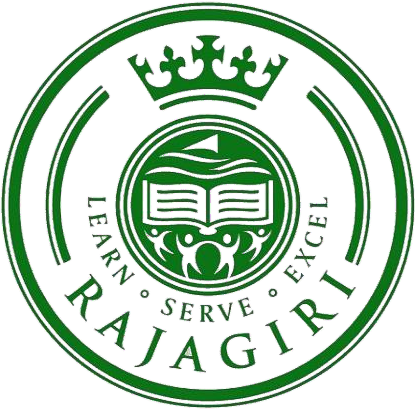 LEARN ∘ SERVE ∘ EXCEL
RAJAGIRI